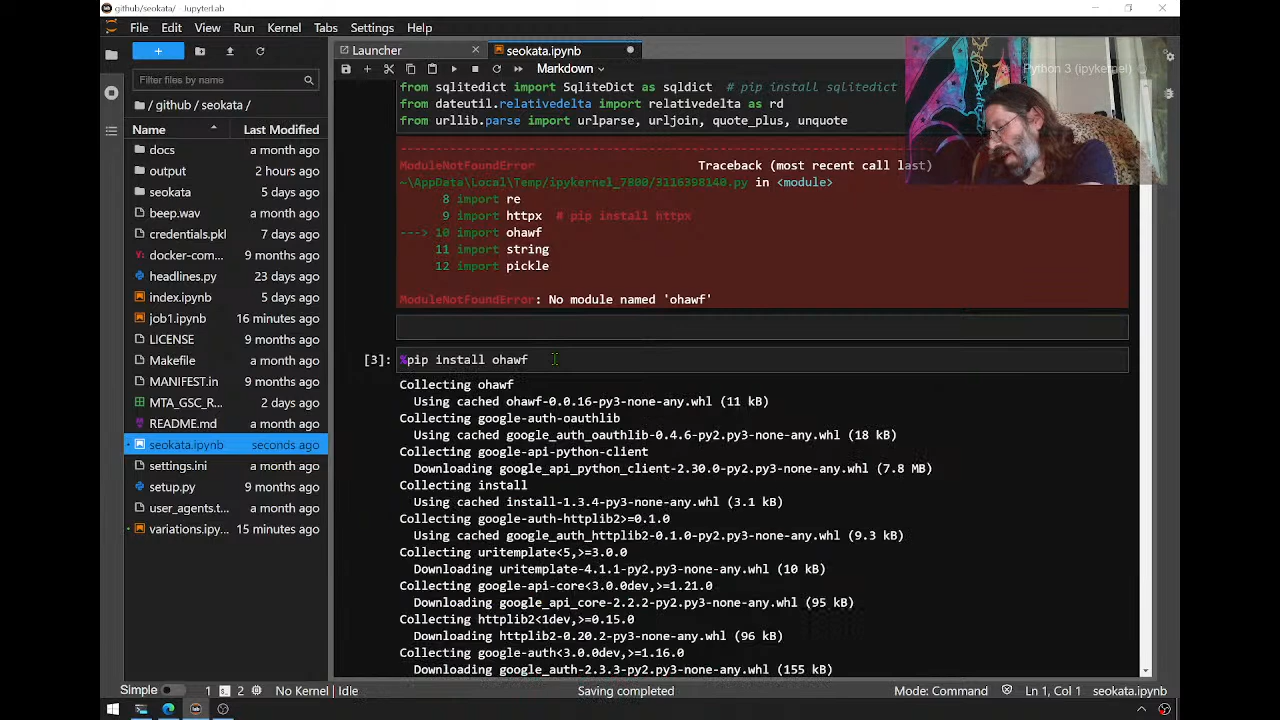 github/seokata/ - JupyterLab
File Edit View Run Kernel Tabs Settings Help
Launcher
seokata.ipynb
Markdown
Python 3 (ipykernel)
Filter files by name
/ github / seokata /
Name Last Modified
docs a month ago
output 2 hours ago
seokata 5 days ago
beep.wav a month ago
credentials.pkl 7 days ago
docker-com... 9 months ago
headlines.py 23 days ago
index.ipynb 5 days ago
job1.ipynb 16 minutes ago
LICENSE 9 months ago
Makefile a month ago
MANIFEST.in 9 months ago
MTA_GSC_R... 2 days ago
README.md a month ago
seokata.ipynb seconds ago
settings.ini a month ago
setup.py 9 months ago
user_agents.t... a month ago
variations.ipy... 15 minutes ago
from sqlitedict import SqliteDict as sqldict # pip install sqlitedict
from dateutil.relativedelta import relativedelta as rd
from urllib.parse import urlparse, urljoin, quote_plus, unquote
---------------------------------------------------------------------------
ModuleNotFoundError Traceback (most recent call last)
~\AppData\Local\Temp/ipykernel_7800/3116398140.py in <module>
8 import re
9 import httpx # pip install httpx
---> 10 import ohawf
11 import string
12 import pickle
ModuleNotFoundError: No module named 'ohawf'
[3]: %pip install ohawf
Collecting ohawf
Using cached ohawf-0.0.16-py3-none-any.whl (11 kB)
Collecting google-auth-oauthlib
Using cached google_auth_oauthlib-0.4.6-py2.py3-none-any.whl (18 kB)
Collecting google-api-python-client
Downloading google_api_python_client-2.30.0-py2.py3-none-any.whl (7.8 MB)
Collecting install
Using cached install-1.3.4-py3-none-any.whl (3.1 kB)
Collecting google-auth-httplib2>=0.1.0
Using cached google_auth_httplib2-0.1.0-py2.py3-none-any.whl (9.3 kB)
Collecting uritemplate<5,>=3.0.0
Downloading uritemplate-4.1.1-py2.py3-none-any.whl (10 kB)
Collecting google-api-core<3.0.0dev,>=1.21.0
Downloading google_api_core-2.2.2-py2.py3-none-any.whl (95 kB)
Collecting httplib2<1dev,>=0.15.0
Downloading httplib2-0.20.2-py3-none-any.whl (96 kB)
Collecting google-auth<3.0.0dev,>=1.16.0
Downloading google_auth-2.3.3-py2.py3-none-any.whl (155 kB)
Simple 1 2 No Kernel | Idle Saving completed Mode: Command Ln 1, Col 1 seokata.ipynb